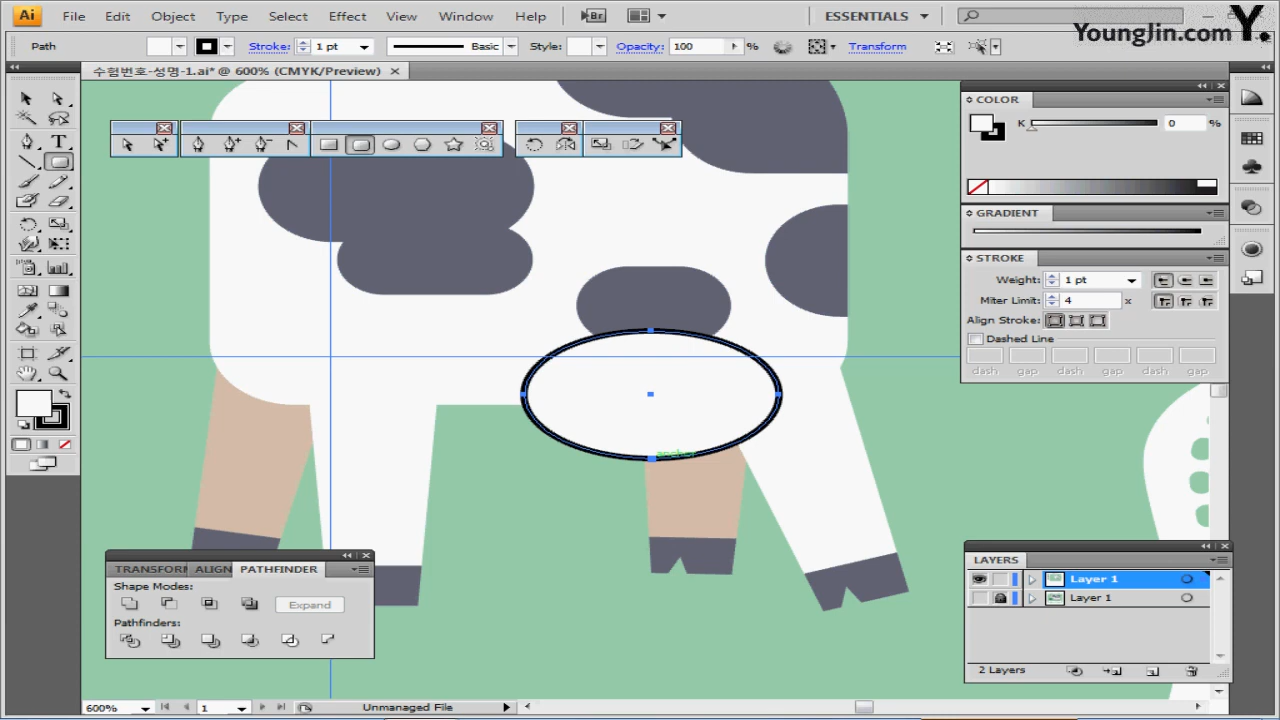 Ai File Edit Object Type Select Effect View Window Help Br ESSENTIALS
YoungJin.com Y.
Path Stroke: 1 pt Basic Style: Opacity: 100 % Transform
수험번호-성명-1.ai* @ 600% (CMYK/Preview)
COLOR
K 0 %
GRADIENT
STROKE
Weight: 1 pt
Miter Limit: 4 x
Align Stroke:
Dashed Line
dash gap dash gap dash gap
anchor
TRANSFORM ALIGN PATHFINDER
Shape Modes:
Expand
Pathfinders:
LAYERS
Layer 1
Layer 1
2 Layers
600% 1 Unmanaged File